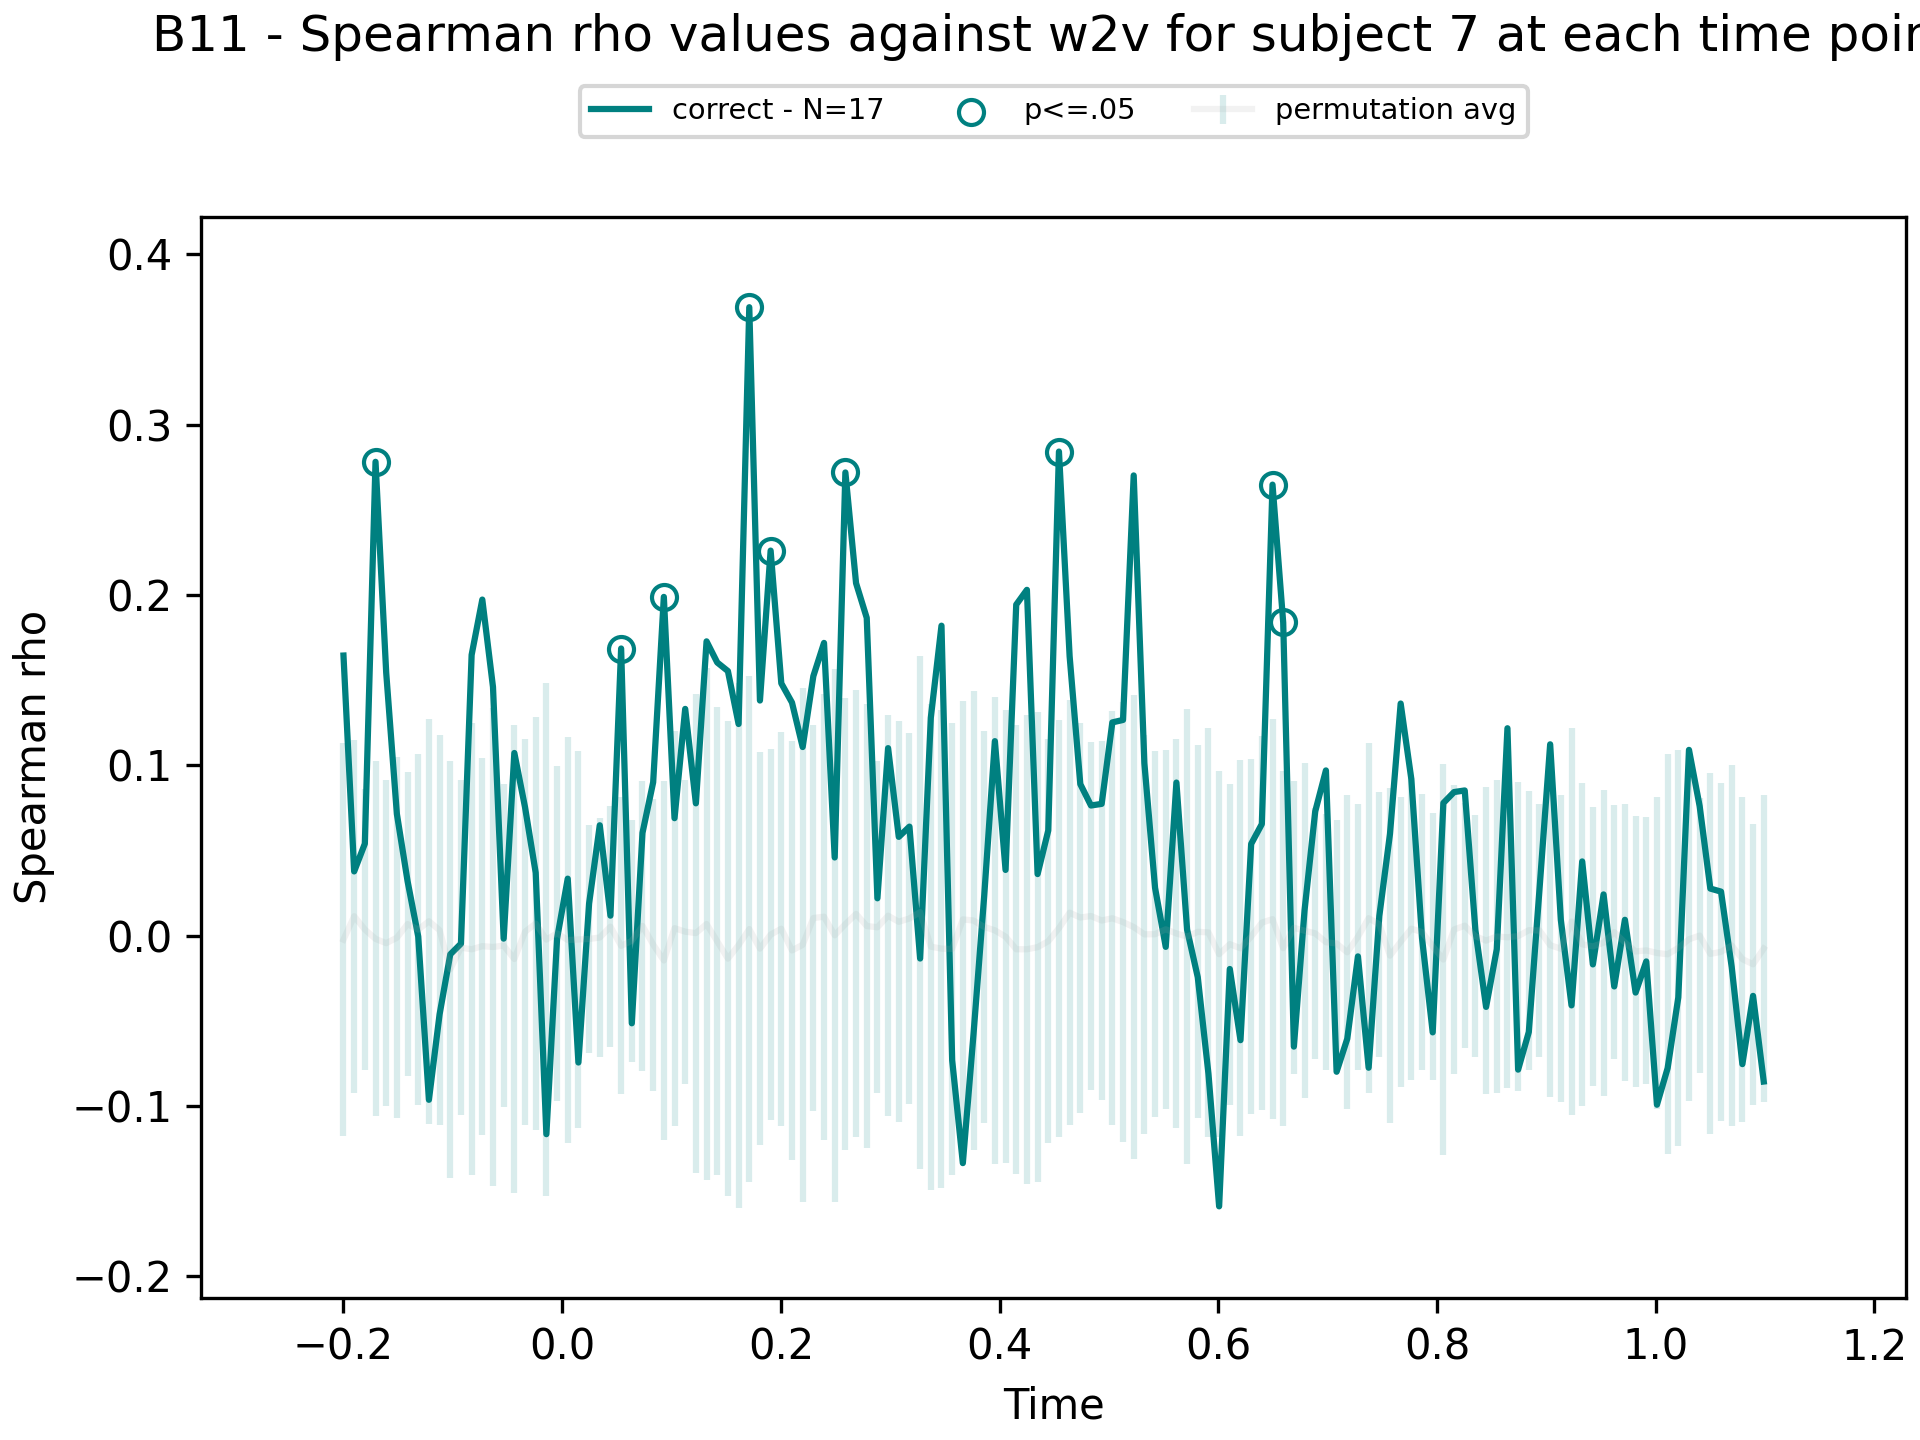 B11 - Spearman rho values against w2v for subject 7 at each time poin
correct - N=17 p<=.05 permutation avg
0.4
0.3
0.2
0.1
0.0
−0.1
−0.2
Spearman rho
−0.2 0.0 0.2 0.4 0.6 0.8 1.0 1.2
Time